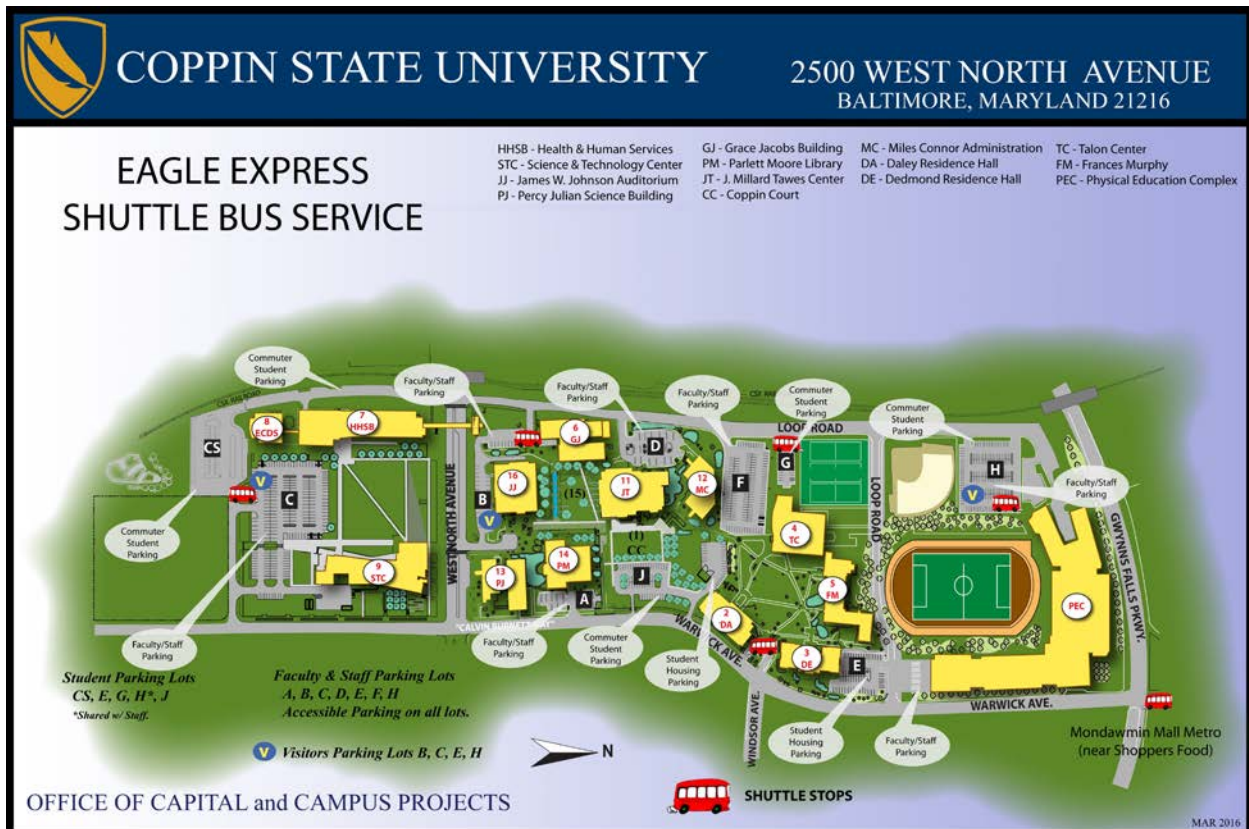 COPPIN STATE UNIVERSITY
2500 WEST NORTH AVENUE
BALTIMORE, MARYLAND 21216
EAGLE EXPRESS
SHUTTLE BUS SERVICE
HHSB - Health & Human Services
STC - Science & Technology Center
JJ - James W. Johnson Auditorium
PJ - Percy Julian Science Building
GJ - Grace Jacobs Building
PM - Parlett Moore Library
JT - J. Millard Tawes Center
CC - Coppin Court
MC - Miles Connor Administration
DA - Daley Residence Hall
DE - Dedmond Residence Hall
TC - Talon Center
FM - Frances Murphy
PEC - Physical Education Complex
Commuter
Student
Parking
Faculty/Staff
Parking
Faculty/Staff
Parking
Faculty/Staff
Parking
Commuter
Student
Parking
Commuter
Student
Parking
CSX RAILROAD
LOOP ROAD
8
ECDS
7
HHSB
6
GJ
CS
V
C
16
JJ
B
V
(15)
11
JT
D
12
MC
F
G
H
V
Faculty/Staff
Parking
Commuter
Student
Parking
WEST NORTH AVENUE
LOOP ROAD
GWYNNS FALLS PKWY.
(1)
CC
4
TC
9
STC
13
PJ
14
PM
A
J
5
FM
PEC
2
DA
3
DE
E
Faculty/Staff
Parking
Faculty/Staff
Parking
Commuter
Student
Parking
Student
Housing
Parking
WARWICK AVE.
WINDSOR AVE.
WARWICK AVE.
Student
Housing
Parking
Faculty/Staff
Parking
Mondawmin Mall Metro
(near Shoppers Food)
Student Parking Lots
CS, E, G, H*, J
*Shared w/ Staff.
Faculty & Staff Parking Lots
A, B, C, D, E, F, H
Accessible Parking on all lots.
V Visitors Parking Lots B, C, E, H
N
SHUTTLE STOPS
OFFICE OF CAPITAL and CAMPUS PROJECTS
MAR 2016